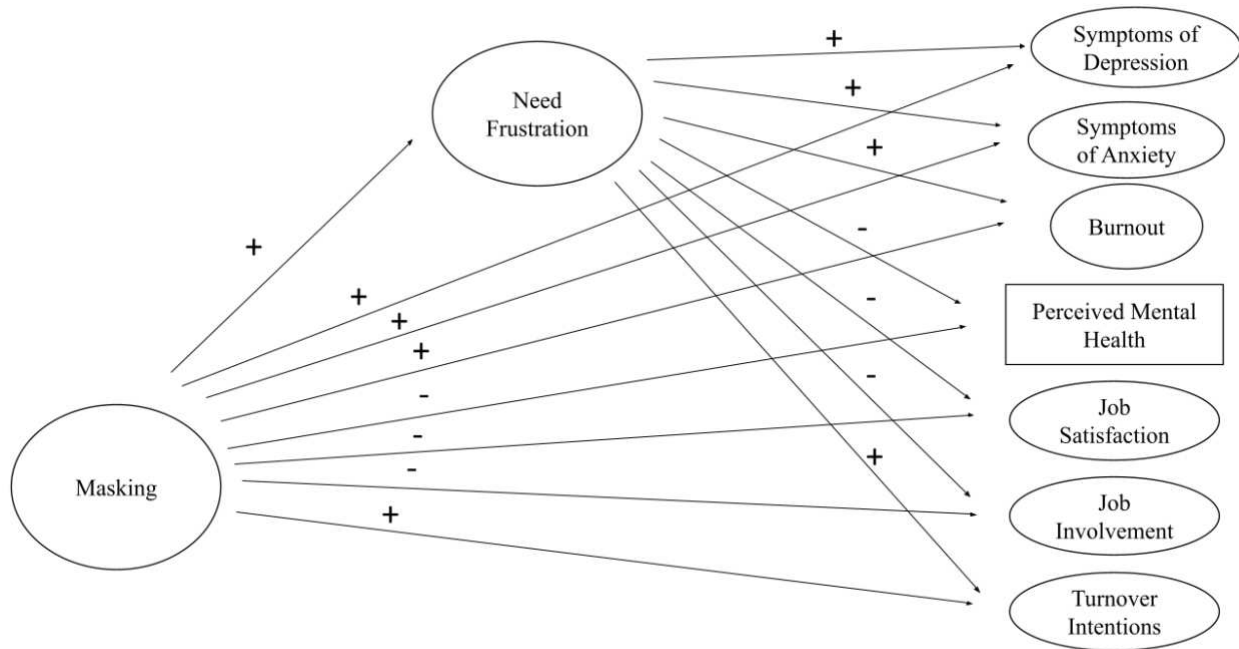 Symptoms of
Depression
+
Need
Frustration
+
Symptoms
of Anxiety
+
Burnout
-
+
-
Perceived Mental
Health
+
+
+
-
-
Job
Satisfaction
-
-
+
Masking
+
Job
Involvement
Turnover
Intentions